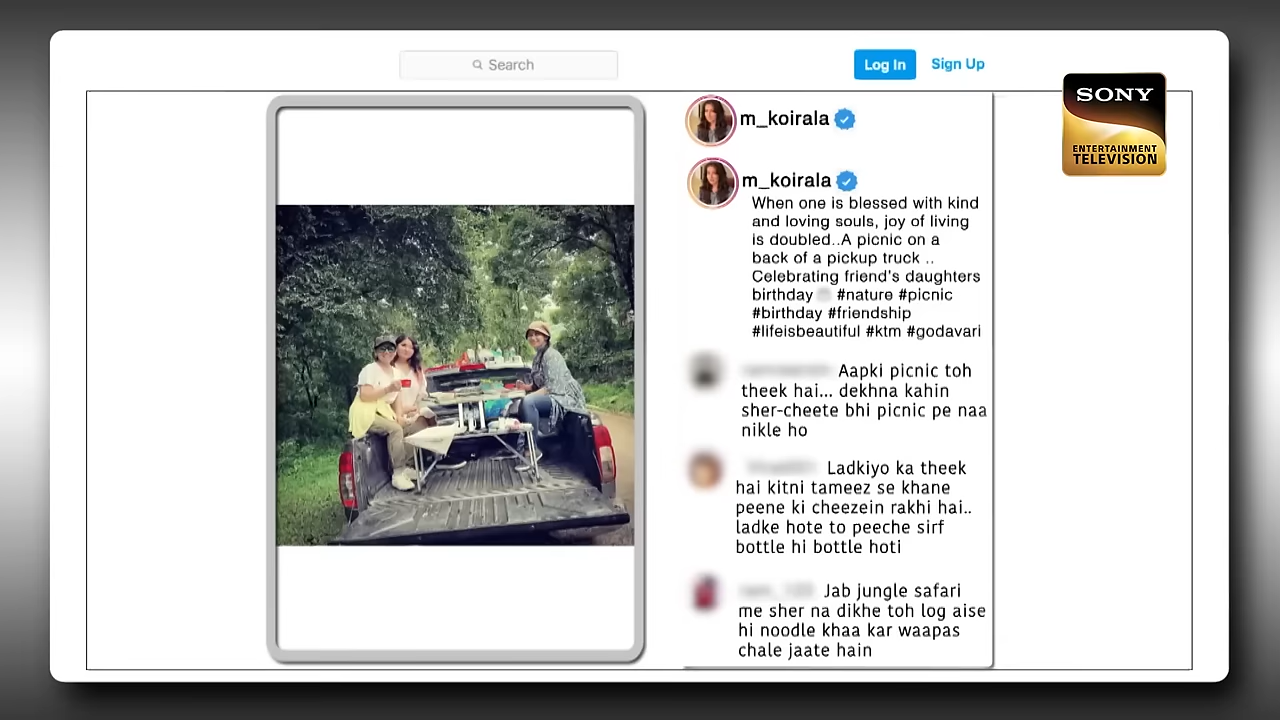 Search
Log In
Sign Up
SONY
ENTERTAINMENT
TELEVISION
m_koirala
m_koirala
When one is blessed with kind
and loving souls, joy of living
is doubled..A picnic on a
back of a pickup truck ..
Celebrating friend's daughters
birthday #nature #picnic
#birthday #friendship
#lifeisbeautiful #ktm #godavari
Aapki picnic toh
theek hai... dekhna kahin
sher-cheete bhi picnic pe naa
nikle ho
Ladkiyo ka theek
hai kitni tameez se khane
peene ki cheezein rakhi hai..
ladke hote to peeche sirf
bottle hi bottle hoti
Jab jungle safari
me sher na dikhe toh log aise
hi noodle khaa kar waapas
chale jaate hain